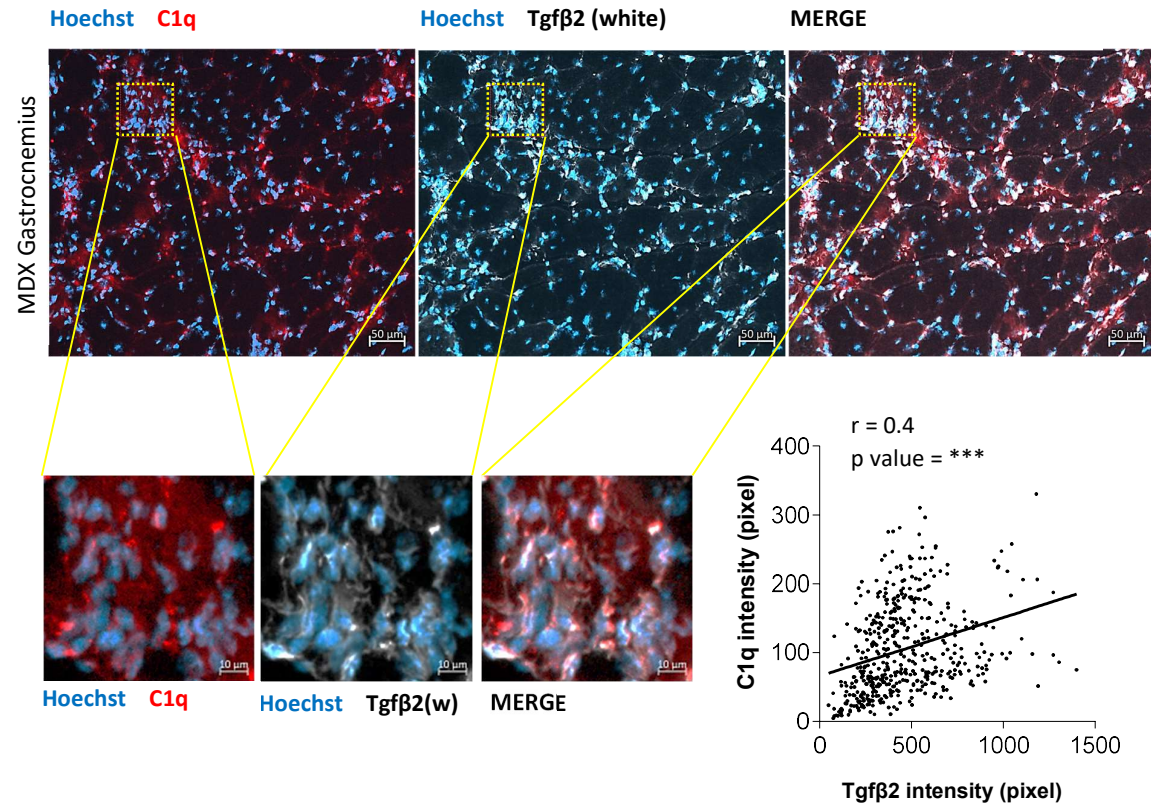 Hoechst C1q
Hoechst Tgfβ2 (white)
MERGE
MDX Gastrocnemius
50 µm
50 µm
50 µm
10 µm
10 µm
10 µm
Hoechst C1q
Hoechst Tgfβ2(w)
MERGE
r = 0.4
p value = ***
C1q intensity (pixel)
400
300
200
100
0
0 500 1000 1500
Tgfβ2 intensity (pixel)